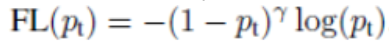 FL(pₜ) = −(1 − pₜ)^γ log(pₜ)